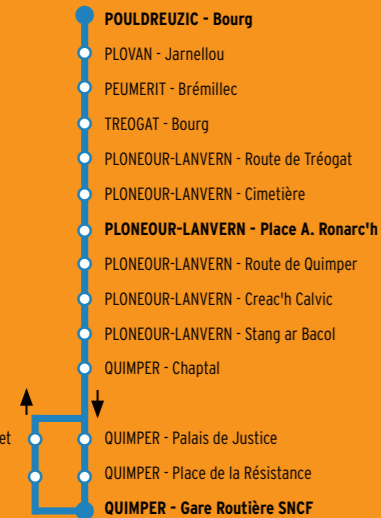 POULDREUZIC - Bourg
PLOVAN - Jarnellou
PEUMERIT - Brémillec
TREOGAT - Bourg
PLONEOUR-LANVERN - Route de Tréogat
PLONEOUR-LANVERN - Cimetière
PLONEOUR-LANVERN - Place A. Ronarc'h
PLONEOUR-LANVERN - Route de Quimper
PLONEOUR-LANVERN - Creac'h Calvic
PLONEOUR-LANVERN - Stang ar Bacol
QUIMPER - Chaptal
et
QUIMPER - Palais de Justice
QUIMPER - Place de la Résistance
QUIMPER - Gare Routière SNCF